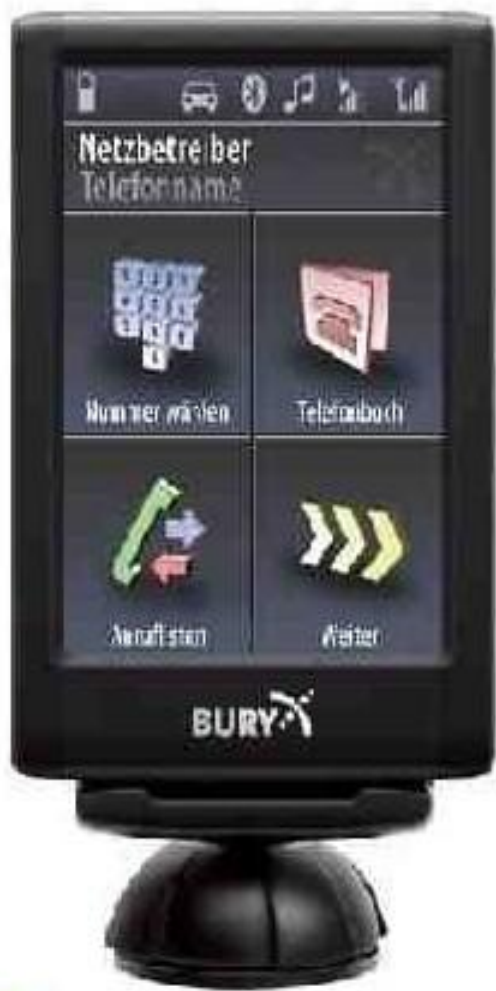 Netzbetreiber
Telefonname
Nummer wählen
Telefonbuch
Anruflisten
Weiter
BURY